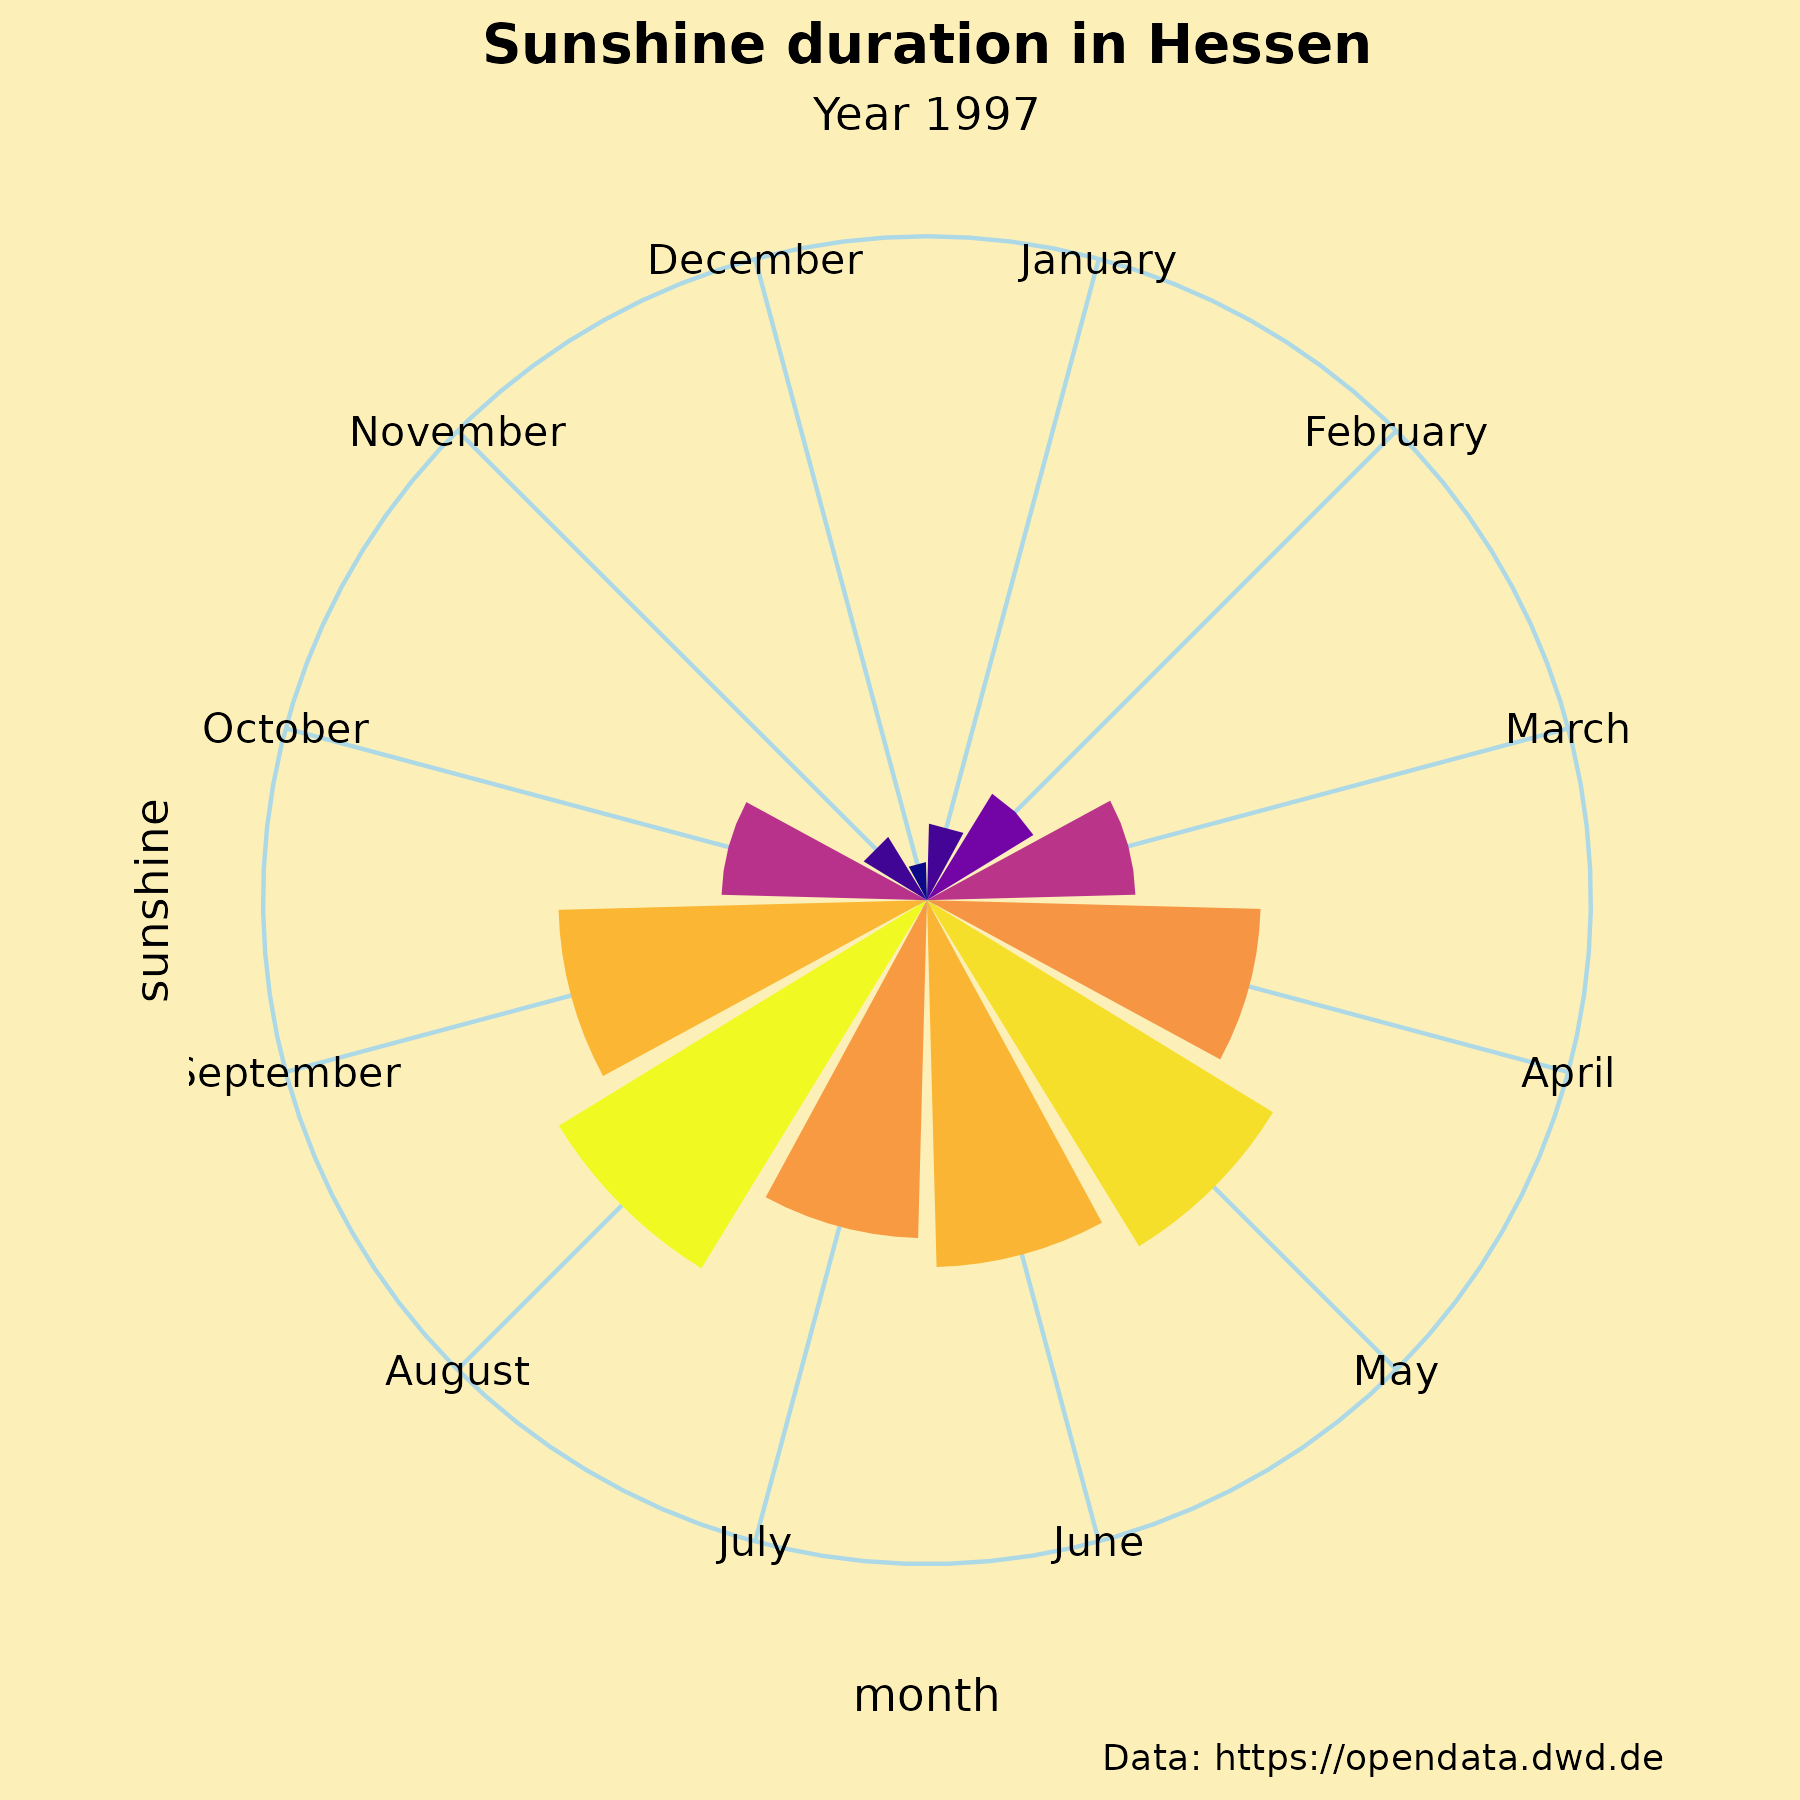 Sunshine duration in Hessen
Year 1997
December
January
November
February
October
March
sunshine
September
April
August
May
July
June
month
Data: https://opendata.dwd.de